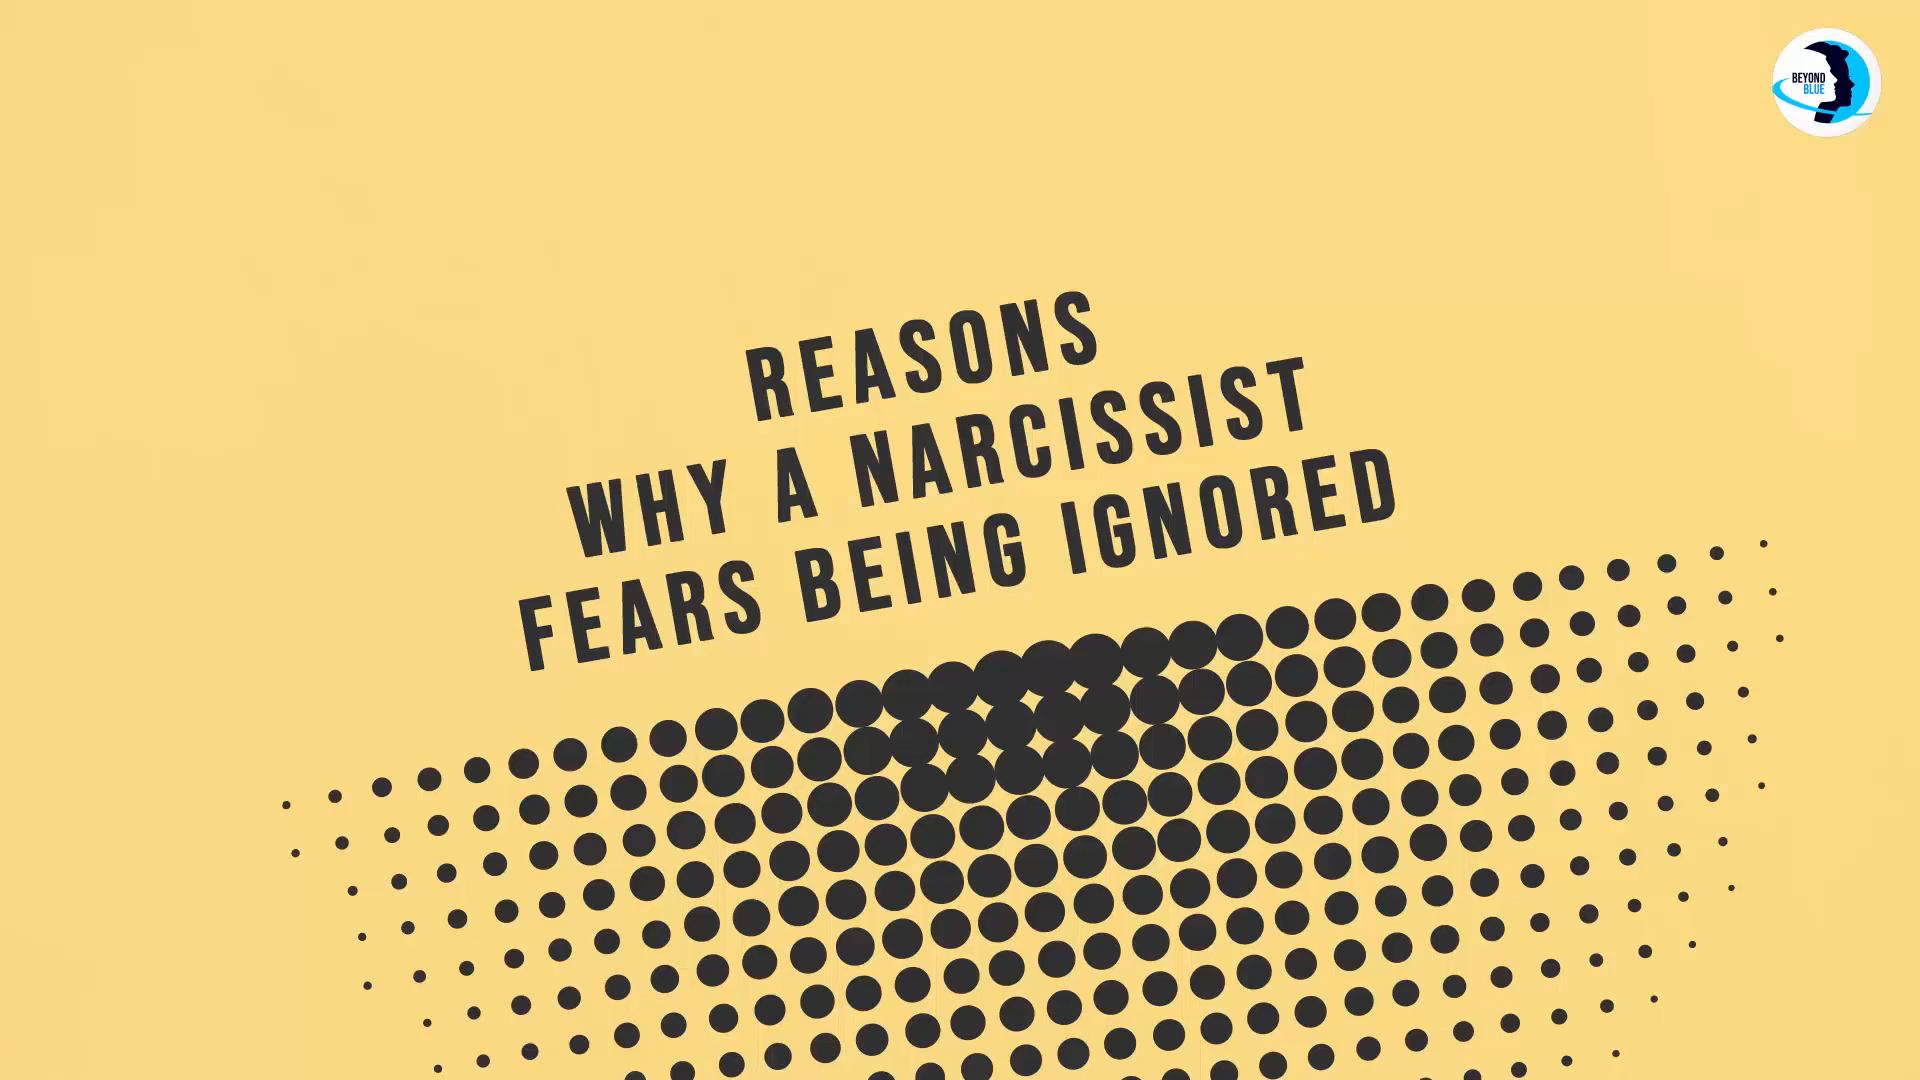 BEYOND
BLUE
REASONS
WHY A NARCISSIST
FEARS BEING IGNORED